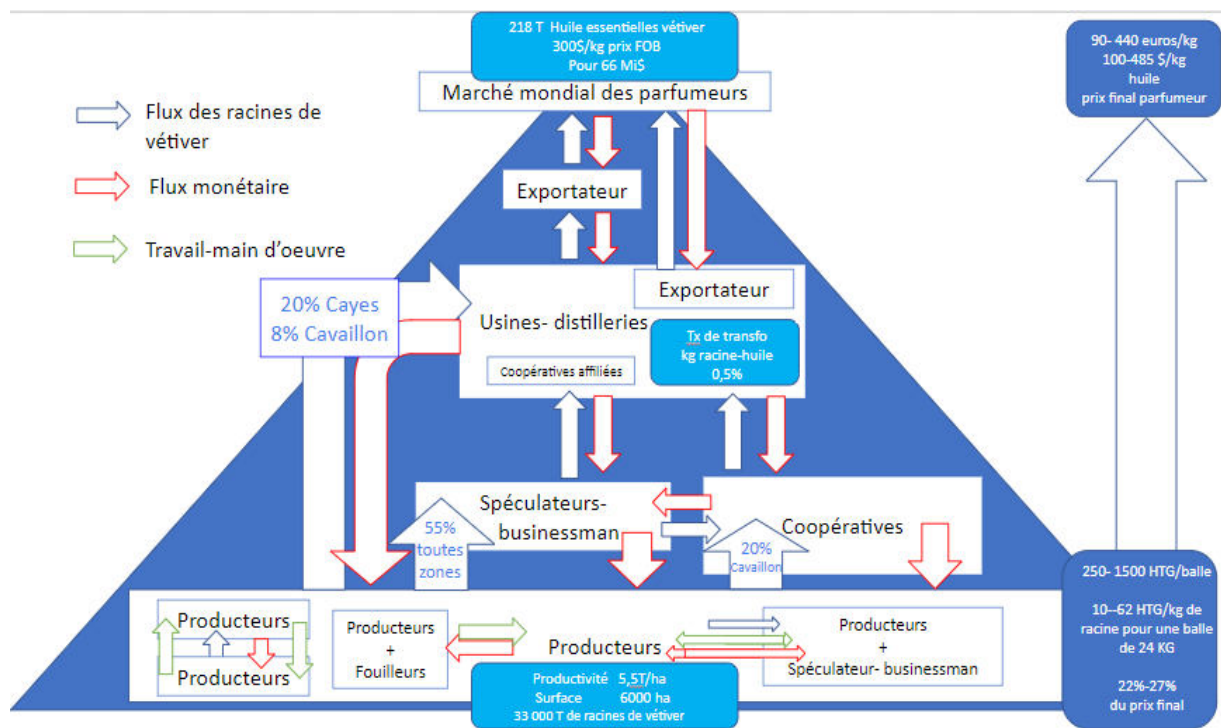 218 T Huile essentielles vétiver
300$/kg prix FOB
Pour 66 Mi$
Marché mondial des parfumeurs
90- 440 euros/kg
100-485 $/kg
huile
prix final parfumeur
Flux des racines de
vétiver
Flux monétaire
Travail-main d'oeuvre
Exportateur
Exportateur
20% Cayes
8% Cavaillon
Usines- distilleries
Tx de transfo
kg racine-huile
0,5%
Coopératives affiliées
Spéculateurs-
businessman
Coopératives
55%
toutes
zones
20%
Cavaillon
250- 1500 HTG/balle
10--62 HTG/kg de
racine pour une balle
de 24 KG
22%-27%
du prix final
Producteurs
Producteurs
Producteurs
+
Fouilleurs
Producteurs
Producteurs
+
Spéculateur- businessman
Productivité 5,5T/ha
Surface 6000 ha
33 000 T de racines de vétiver